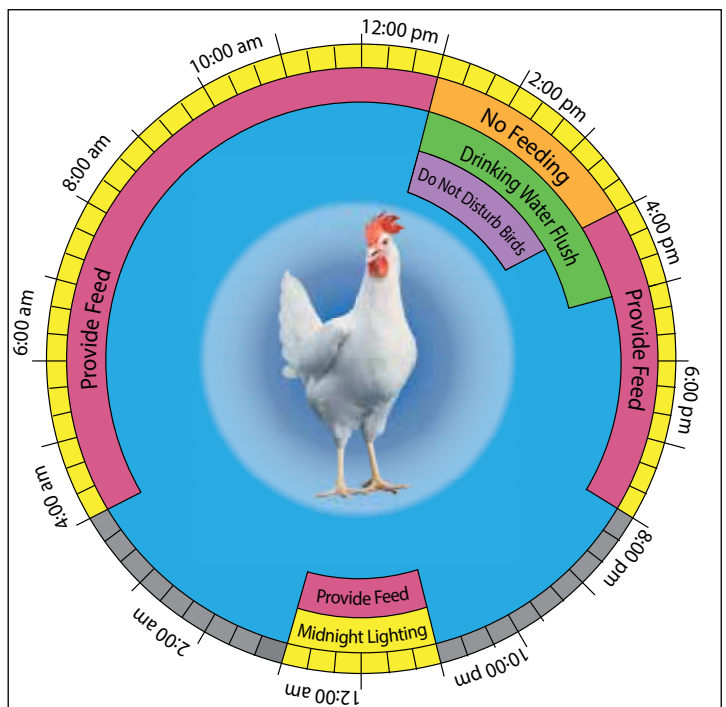 12:00 pm
2:00 pm
4:00 pm
6:00 pm
8:00 pm
10:00 pm
12:00 am
2:00 am
4:00 am
6:00 am
8:00 am
10:00 am
No Feeding
Drinking Water Flush
Do Not Disturb Birds
Provide Feed
Provide Feed
Provide Feed
Midnight Lighting